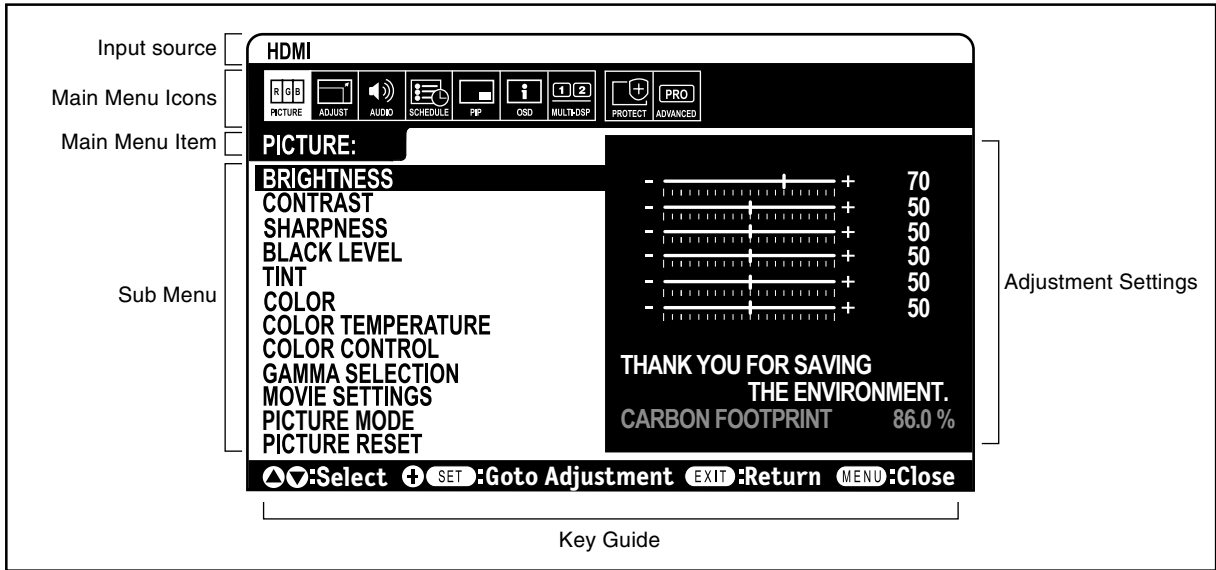 Input source
HDMI
Main Menu Icons
R G B
PICTURE
ADJUST
AUDIO
SCHEDULE
PIP
i
OSD
1 2
MULTI-DSP
PROTECT
PRO
ADVANCED
Main Menu Item
PICTURE:
Sub Menu
BRIGHTNESS - + 70
CONTRAST - + 50
SHARPNESS - + 50
BLACK LEVEL - + 50
TINT - + 50
COLOR - + 50
COLOR TEMPERATURE
COLOR CONTROL
GAMMA SELECTION
MOVIE SETTINGS
PICTURE MODE
PICTURE RESET
THANK YOU FOR SAVING
THE ENVIRONMENT.
CARBON FOOTPRINT 86.0 %
Adjustment Settings
:Select + SET :Goto Adjustment EXIT :Return MENU :Close
Key Guide